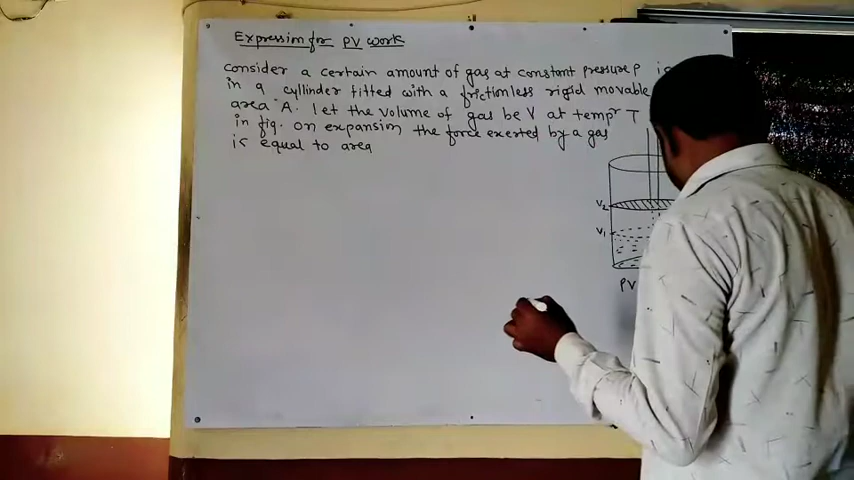 Expression for PV work
consider a certain amount of gas at constant pressure P is
in a cyllinder fitted with a frictionless rigid movable
area A. let the volume of gas be V at tempr T
in fig. on expansion the force exerted by a gas
is equal to area
V2
V1
PV